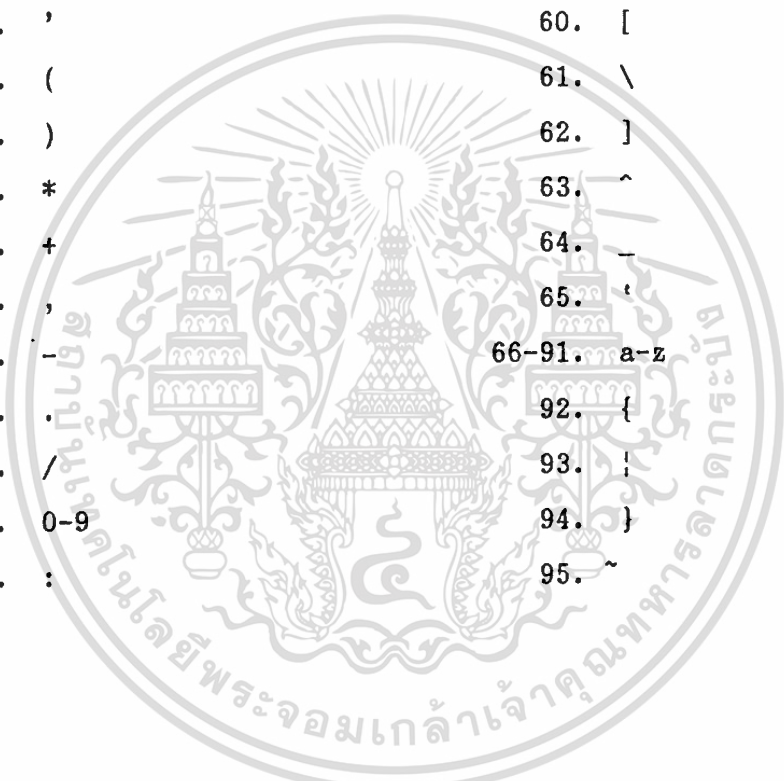 . ' 60. [
. ( 61. \
. ) 62. ]
. * 63. ^
. + 64. _
. , 65. `
. - 66-91. a-z
. . 92. {
. / 93. ¦
. 0-9 94. }
. : 95. ~
สถาบันเทคโนโลยีพระจอมเกล้าเจ้าคุณทหารลาดกระบัง